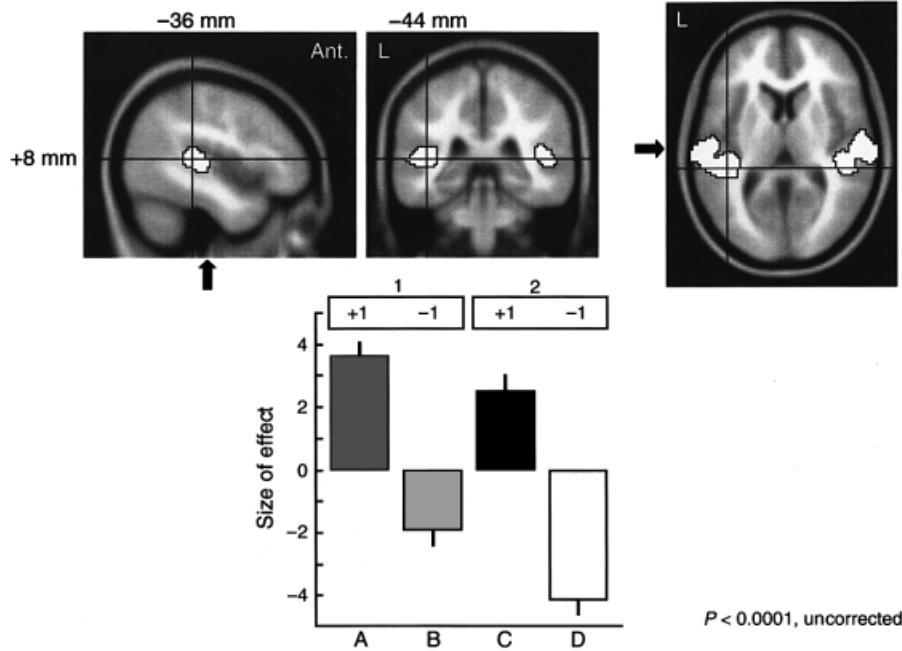 −36 mm
−44 mm
L
Ant.
L
+8 mm
1
2
+1
−1
+1
−1
4
2
0
−2
−4
Size of effect
A
B
C
D
P < 0.0001, uncorrected